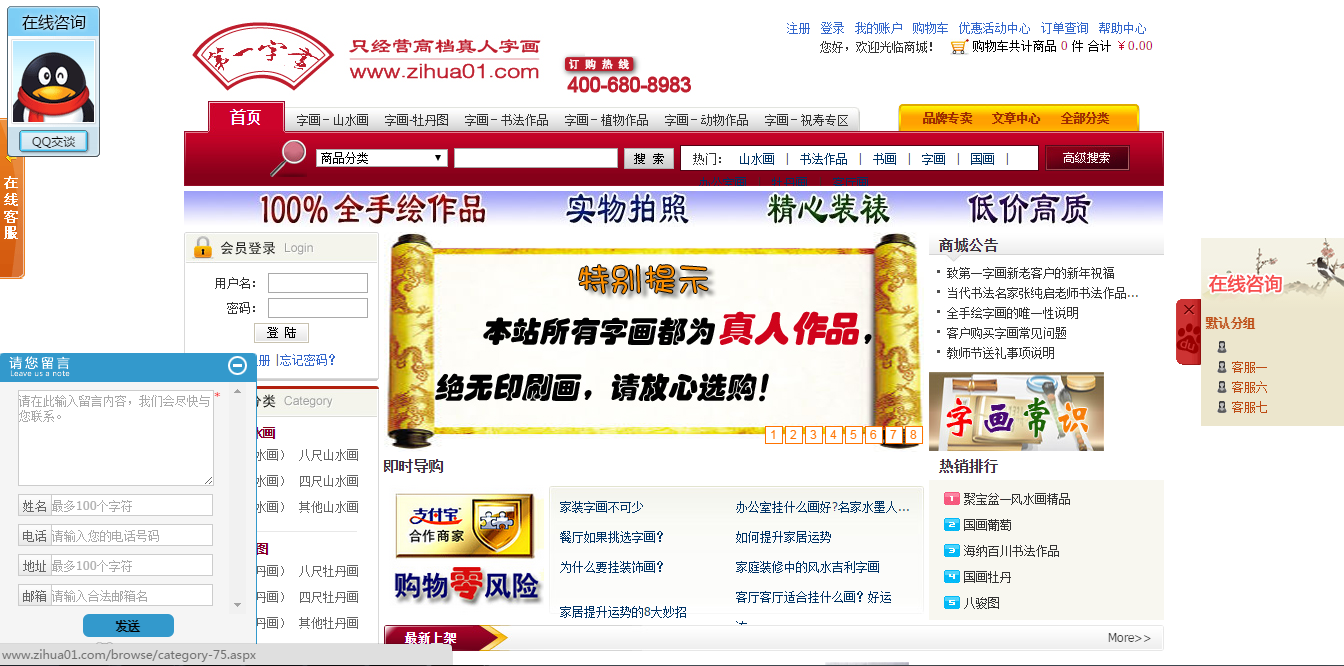 在线咨询
QQ交谈
在线客服
第一字画
只经营高档真人字画
www.zihua01.com
订购热线
400-680-8983
注册 登录 我的账户 购物车 优惠活动中心 订单查询 帮助中心
您好，欢迎光临商城！ 购物车共计商品 0 件 合计 ￥0.00
首页
字画－山水画 字画-牡丹图 字画－书法作品 字画－植物作品 字画－动物作品 字画－祝寿专区
品牌专卖 文章中心 全部分类
商品分类
搜 索
热门： 山水画 | 书法作品 | 书画 | 字画 | 国画 |
高级搜索
100%全手绘作品 实物拍照 精心装裱 低价高质
会员登录 Login
用户名：
密码：
登 陆
册 |忘记密码？
请您留言
Leave us a note
请在此输入留言内容，我们会尽快与您联系。
*
姓名 最多100个字符
电话 请输入您的电话号码
地址 最多100个字符
邮箱 请输入合法邮箱名
发送
分类 Category
水画
水画） 八尺山水画
水画） 四尺山水画
水画） 其他山水画
图
丹画） 八尺牡丹画
丹画） 四尺牡丹画
丹画） 其他牡丹画
特别提示
本站所有字画都为真人作品，
绝无印刷画，请放心选购！
1 2 3 4 5 6 7 8
即时导购
支付宝
合作商家
购物零风险
家装字画不可少
餐厅如果挑选字画？
为什么要挂装饰画？
家居提升运势的8大妙招
办公室挂什么画好?名家水墨人...
如何提升家居运势
家庭装修中的风水吉利字画
客厅客厅适合挂什么画？好运
最新上架
More>>
商城公告
致第一字画新老客户的新年祝福
当代书法名家张纯启老师书法作品...
全手绘字画的唯一性说明
客户购买字画常见问题
教师节送礼事项说明
字画常识
热销排行
1 聚宝盆—风水画精品
2 国画葡萄
3 海纳百川书法作品
4 国画牡丹
5 八骏图
在线咨询
默认分组
客服一
客服六
客服七
du
www.zihua01.com/browse/category-75.aspx